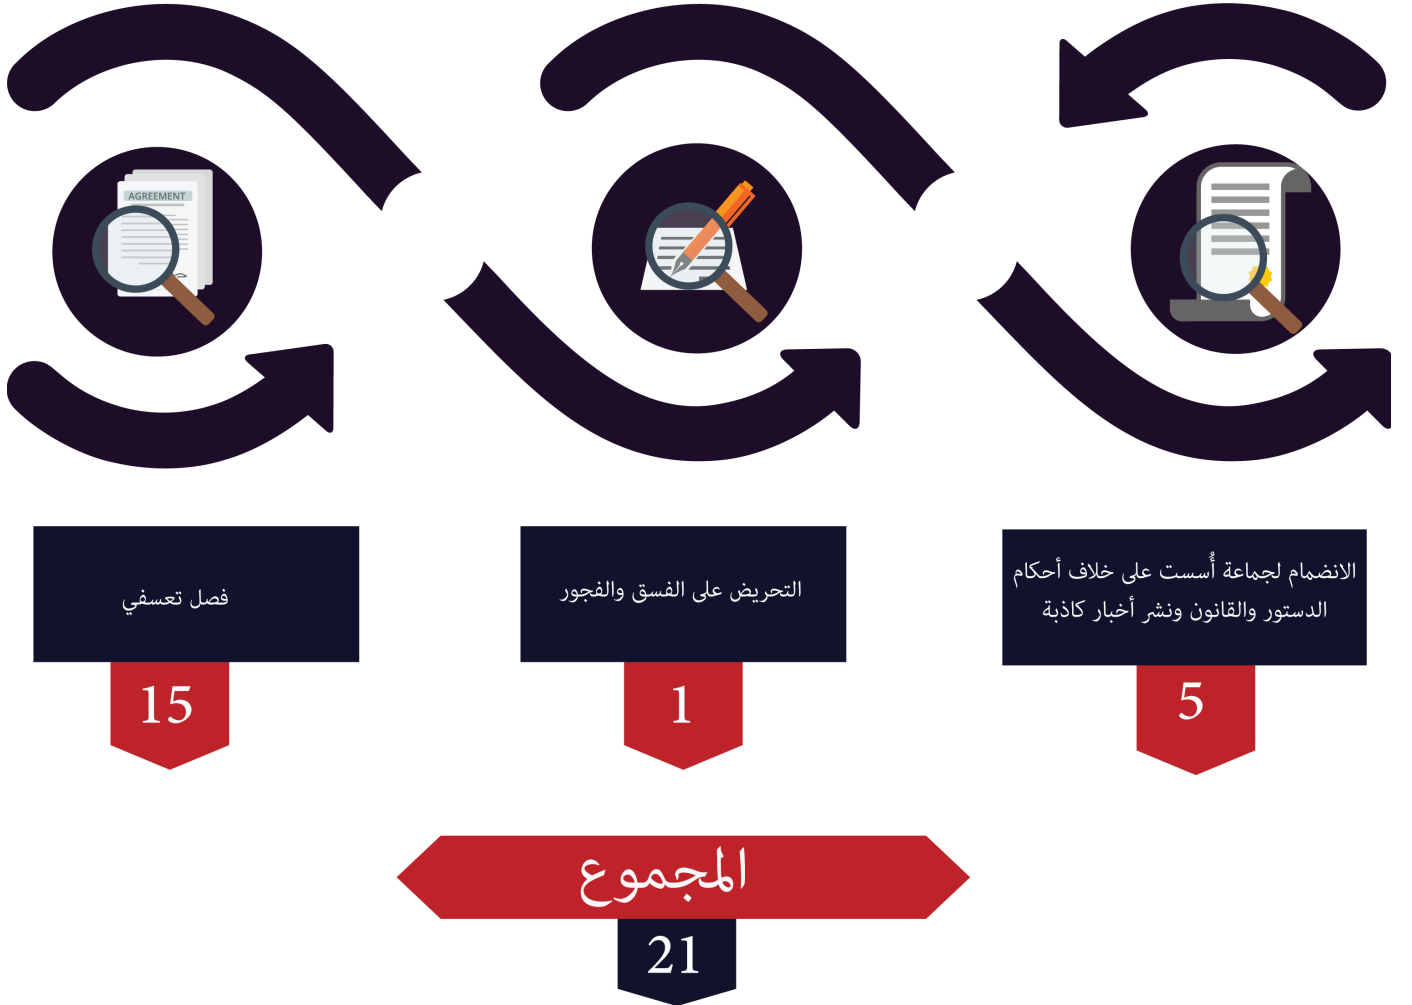 AGREEMENT
الانضمام لجماعة أُسست على خلاف أحكام
الدستور والقانون ونشر أخبار كاذبة
5
التحريض على الفسق والفجور
1
فصل تعسفي
15
المجموع
21